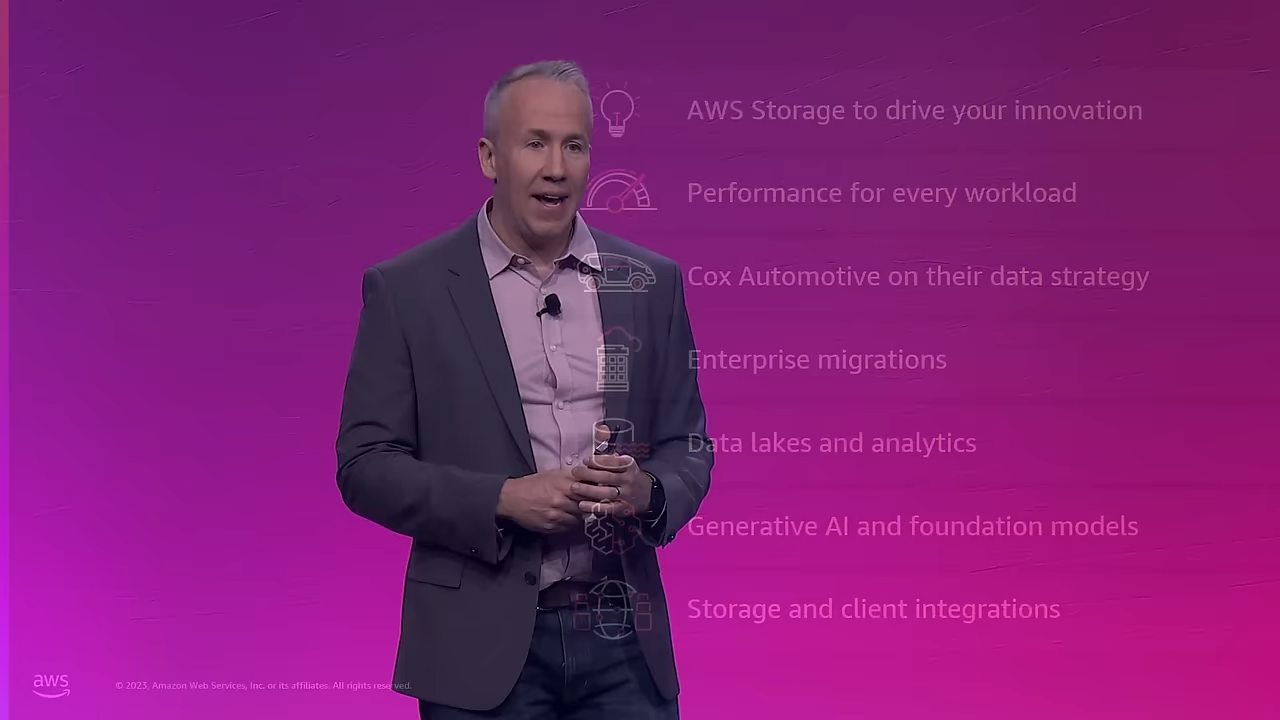 AWS Storage to drive your innovation
Performance for every workload
Cox Automotive on their data strategy
Enterprise migrations
Data lakes and analytics
Generative AI and foundation models
Storage and client integrations
aws
© 2023, Amazon Web Services, Inc. or its affiliates. All rights reserved.